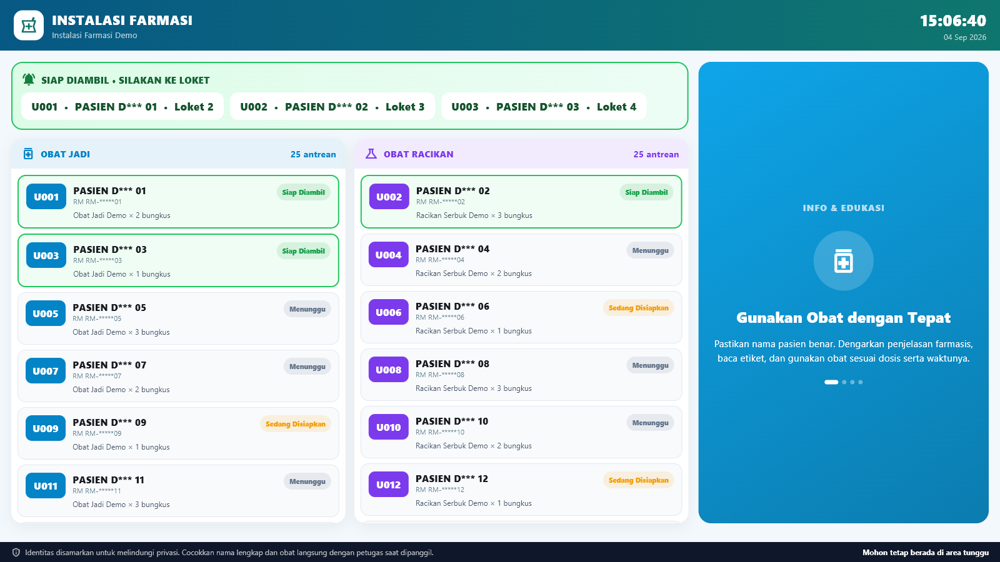 INSTALASI FARMASI
Instalasi Farmasi Demo
15:06:40
04 Sep 2026
SIAP DIAMBIL • SILAKAN KE LOKET
U001 • PASIEN D*** 01 • Loket 2
U002 • PASIEN D*** 02 • Loket 3
U003 • PASIEN D*** 03 • Loket 4
OBAT JADI
25 antrean
U001
PASIEN D*** 01
RM RM-*****01
Obat Jadi Demo × 2 bungkus
Siap Diambil
U003
PASIEN D*** 03
RM RM-*****03
Obat Jadi Demo × 1 bungkus
Siap Diambil
U005
PASIEN D*** 05
RM RM-*****05
Obat Jadi Demo × 3 bungkus
Menunggu
U007
PASIEN D*** 07
RM RM-*****07
Obat Jadi Demo × 2 bungkus
Menunggu
U009
PASIEN D*** 09
RM RM-*****09
Obat Jadi Demo × 1 bungkus
Sedang Disiapkan
U011
PASIEN D*** 11
RM RM-*****11
Obat Jadi Demo × 3 bungkus
Menunggu
OBAT RACIKAN
25 antrean
U002
PASIEN D*** 02
RM RM-*****02
Racikan Serbuk Demo × 3 bungkus
Siap Diambil
U004
PASIEN D*** 04
RM RM-*****04
Racikan Serbuk Demo × 2 bungkus
Menunggu
U006
PASIEN D*** 06
RM RM-*****06
Racikan Serbuk Demo × 1 bungkus
Sedang Disiapkan
U008
PASIEN D*** 08
RM RM-*****08
Racikan Serbuk Demo × 3 bungkus
Menunggu
U010
PASIEN D*** 10
RM RM-*****10
Racikan Serbuk Demo × 2 bungkus
Menunggu
U012
PASIEN D*** 12
RM RM-*****12
Racikan Serbuk Demo × 1 bungkus
Sedang Disiapkan
INFO & EDUKASI
Gunakan Obat dengan Tepat
Pastikan nama pasien benar. Dengarkan penjelasan farmasis,
baca etiket, dan gunakan obat sesuai dosis serta waktunya.
Identitas disamarkan untuk melindungi privasi. Cocokkan nama lengkap dan obat langsung dengan petugas saat dipanggil.
Mohon tetap berada di area tunggu